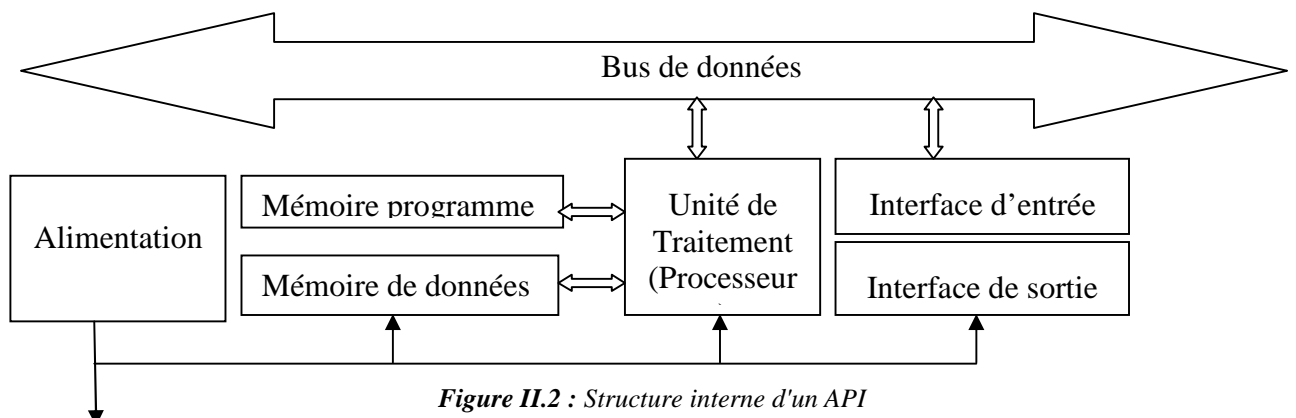 Bus de données
Alimentation
Mémoire programme
Mémoire de données
Unité de
Traitement
(Processeur
Interface d'entrée
Interface de sortie
Figure II.2 : Structure interne d'un API